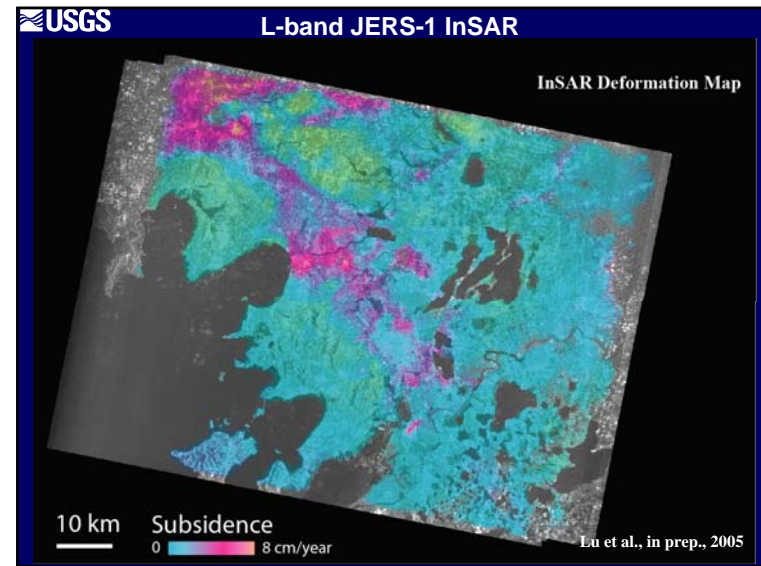 USGS
L-band JERS-1 InSAR
InSAR Deformation Map
10 km
Subsidence
0 8 cm/year
Lu et al., in prep., 2005